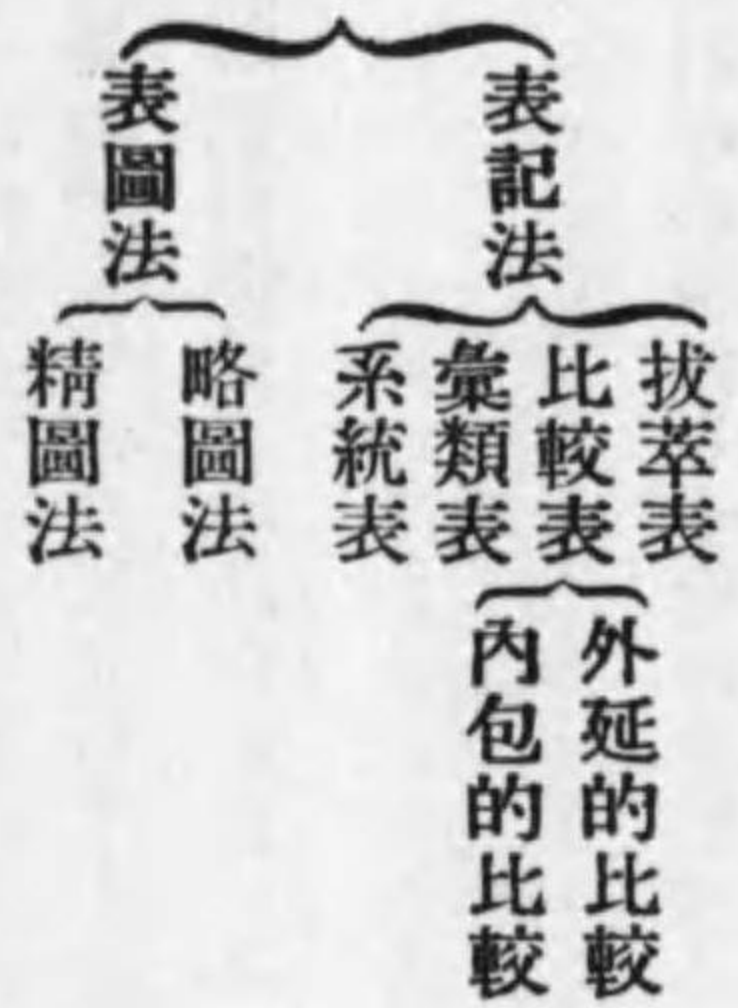 表記法
拔萃表
比較表
外延的比較
內包的比較
彙類表
系統表
表圖法
略圖法
精圖法